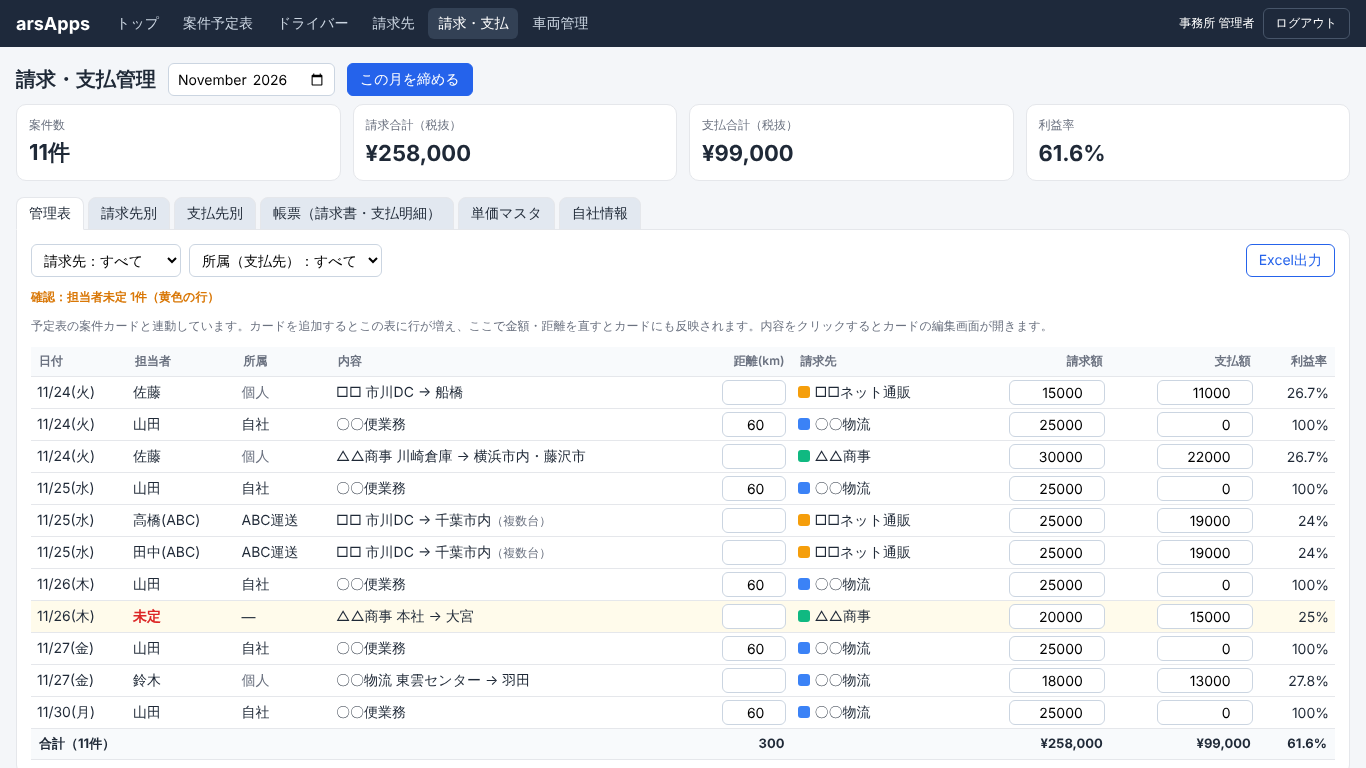 arsApps トップ 案件予定表 ドライバー 請求先 請求・支払 車両管理 事務所 管理者 ログアウト
請求・支払管理 November 2026 この月を締める
案件数 請求合計（税抜） 支払合計（税抜） 利益率
11件 ¥258,000 ¥99,000 61.6%
管理表 請求先別 支払先別 帳票（請求書・支払明細） 単価マスタ 自社情報
請求先：すべて 所属（支払先）：すべて Excel出力
確認：担当者未定 1件（黄色の行）
予定表の案件カードと連動しています。カードを追加するとこの表に行が増え、ここで金額・距離を直すとカードにも反映されます。内容をクリックするとカードの編集画面が開きます。
日付 担当者 所属 内容 距離(km) 請求先 請求額 支払額 利益率
11/24(火) 佐藤 個人 □□ 市川DC → 船橋 □□ネット通販 15000 11000 26.7%
11/24(火) 山田 自社 〇〇便業務 60 〇〇物流 25000 0 100%
11/24(火) 佐藤 個人 △△商事 川崎倉庫 → 横浜市内・藤沢市 △△商事 30000 22000 26.7%
11/25(水) 山田 自社 〇〇便業務 60 〇〇物流 25000 0 100%
11/25(水) 高橋(ABC) ABC運送 □□ 市川DC → 千葉市内（複数台） □□ネット通販 25000 19000 24%
11/25(水) 田中(ABC) ABC運送 □□ 市川DC → 千葉市内（複数台） □□ネット通販 25000 19000 24%
11/26(木) 山田 自社 〇〇便業務 60 〇〇物流 25000 0 100%
11/26(木) 未定 — △△商事 本社 → 大宮 △△商事 20000 15000 25%
11/27(金) 山田 自社 〇〇便業務 60 〇〇物流 25000 0 100%
11/27(金) 鈴木 個人 〇〇物流 東雲センター → 羽田 〇〇物流 18000 13000 27.8%
11/30(月) 山田 自社 〇〇便業務 60 〇〇物流 25000 0 100%
合計（11件） 300 ¥258,000 ¥99,000 61.6%